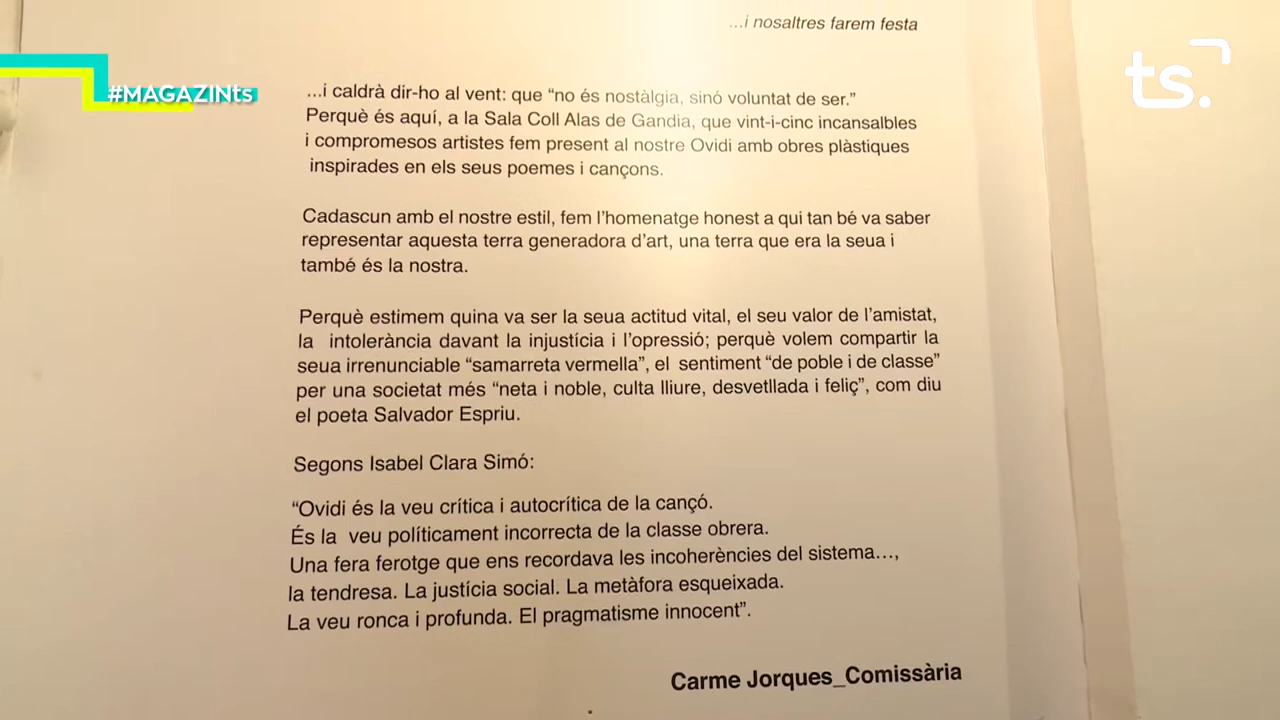 ...i nosaltres farem festa
ts.
#MAGAZINts
...i caldrà dir-ho al vent: que “no és nostàlgia, sinó voluntat de ser.”
Perquè és aquí, a la Sala Coll Alas de Gandia, que vint-i-cinc incansalbles
i compromesos artistes fem present al nostre Ovidi amb obres plàstiques
inspirades en els seus poemes i cançons.
Cadascun amb el nostre estil, fem l’homenatge honest a qui tan bé va saber
representar aquesta terra generadora d’art, una terra que era la seua i
també és la nostra.
Perquè estimem quina va ser la seua actitud vital, el seu valor de l’amistat,
la intolerància davant la injustícia i l’opressió; perquè volem compartir la
seua irrenunciable “samarreta vermella”, el sentiment “de poble i de classe”
per una societat més “neta i noble, culta lliure, desvetllada i feliç”, com diu
el poeta Salvador Espriu.
Segons Isabel Clara Simó:
“Ovidi és la veu crítica i autocrítica de la cançó.
És la veu políticament incorrecta de la classe obrera.
Una fera ferotge que ens recordava les incoherències del sistema...,
la tendresa. La justícia social. La metàfora esqueixada.
La veu ronca i profunda. El pragmatisme innocent”.
Carme Jorques_Comissària